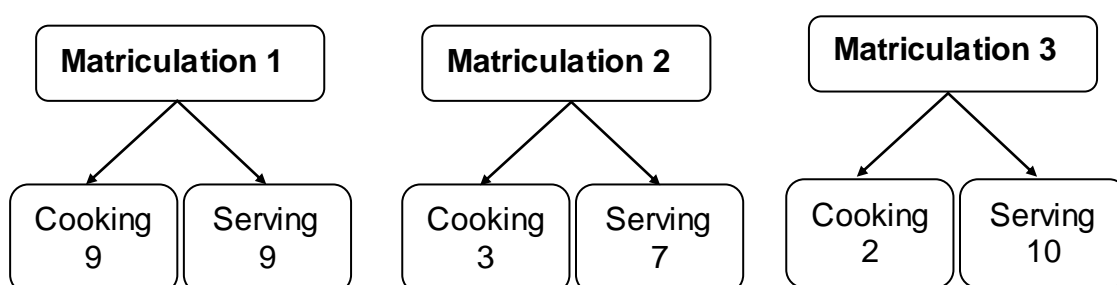 Matriculation 1
Matriculation 2
Matriculation 3
Cooking
9
Serving
9
Cooking
3
Serving
7
Cooking
2
Serving
10